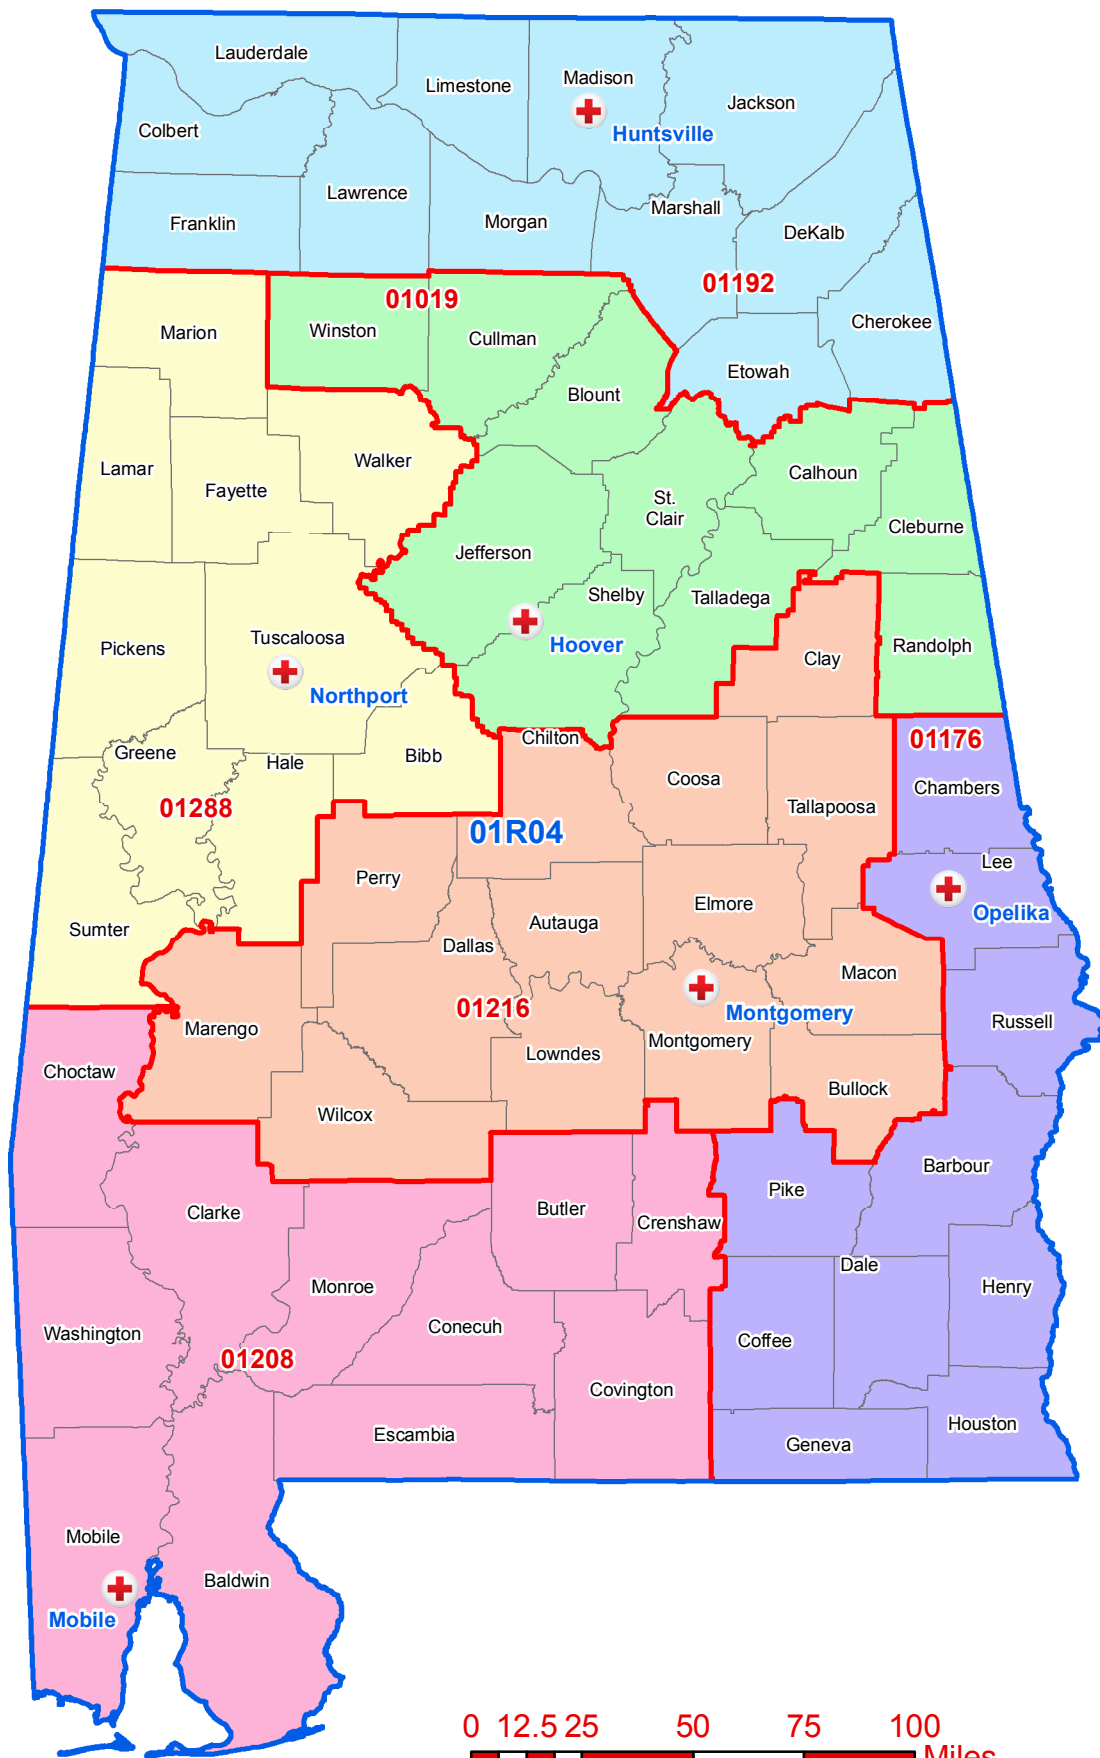 Lauderdale
Limestone
Madison
Jackson
Colbert
Huntsville
Lawrence
Marshall
Franklin
Morgan
DeKalb
01192
01019
Marion
Winston
Cullman
Cherokee
Etowah
Blount
Lamar
Walker
Calhoun
Fayette
St.
Clair
Cleburne
Jefferson
Shelby
Talladega
Tuscaloosa
Pickens
Hoover
Randolph
Clay
Northport
Chilton
01176
Greene
Hale
Bibb
Coosa
Chambers
01288
Tallapoosa
01R04
Lee
Perry
Elmore
Opelika
Autauga
Sumter
Dallas
Macon
01216
Montgomery
Russell
Marengo
Montgomery
Lowndes
Choctaw
Bullock
Wilcox
Barbour
Pike
Clarke
Butler
Crenshaw
Dale
Monroe
Henry
Conecuh
Washington
Coffee
01208
Covington
Houston
Escambia
Geneva
Mobile
Baldwin
Mobile
0 12.5 25 50 75 100
Miles